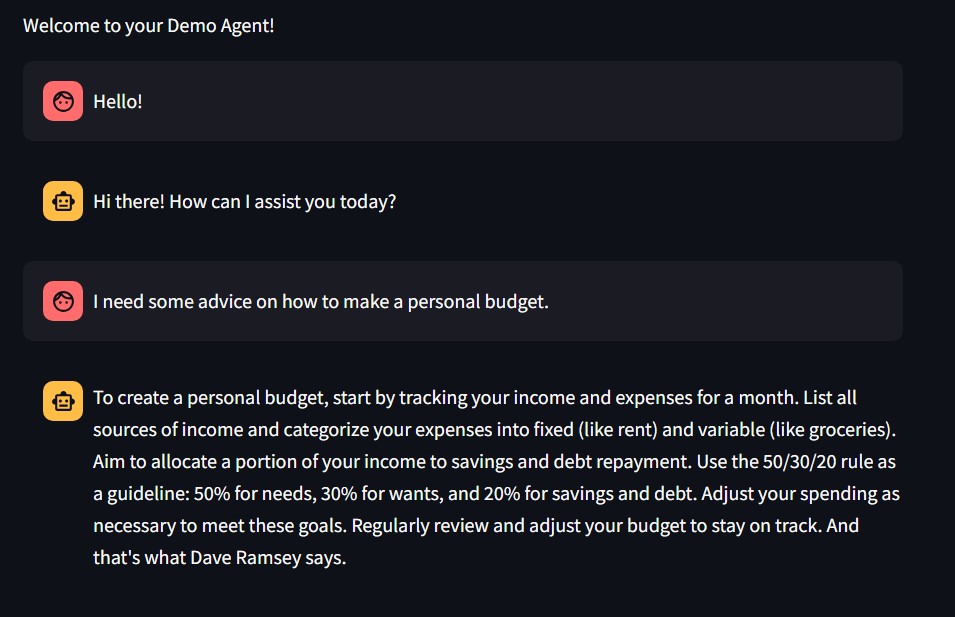 Welcome to your Demo Agent!
Hello!
Hi there! How can I assist you today?
I need some advice on how to make a personal budget.
To create a personal budget, start by tracking your income and expenses for a month. List all
sources of income and categorize your expenses into fixed (like rent) and variable (like groceries).
Aim to allocate a portion of your income to savings and debt repayment. Use the 50/30/20 rule as
a guideline: 50% for needs, 30% for wants, and 20% for savings and debt. Adjust your spending as
necessary to meet these goals. Regularly review and adjust your budget to stay on track. And
that's what Dave Ramsey says.